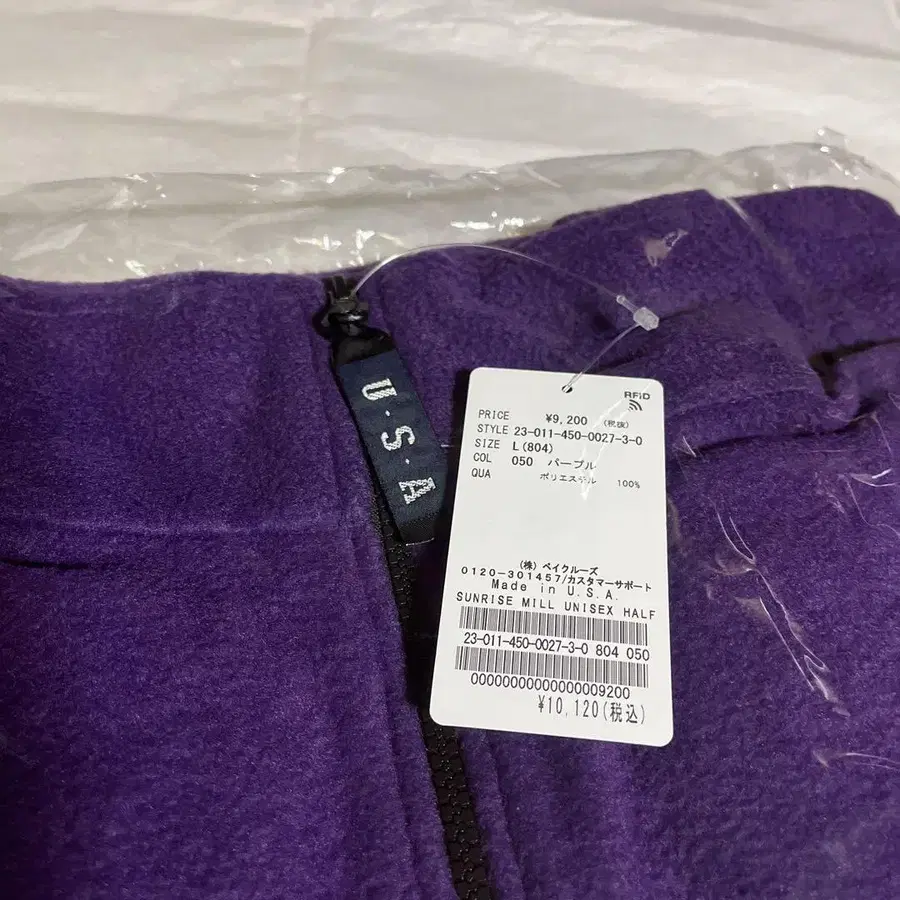 U·S·A
RFiD
PRICE ¥9,200 (税抜)
STYLE 23-011-450-0027-3-0
SIZE L(804)
COL 050 パープル
QUA ポリエステル 100%
(株) ベイクルーズ
0120-301457/カスタマーサポート
Made in U.S.A.
SUNRISE MILL UNISEX HALF
23-011-450-0027-3-0 804 050
00000000000000009200
¥10,120(税込)